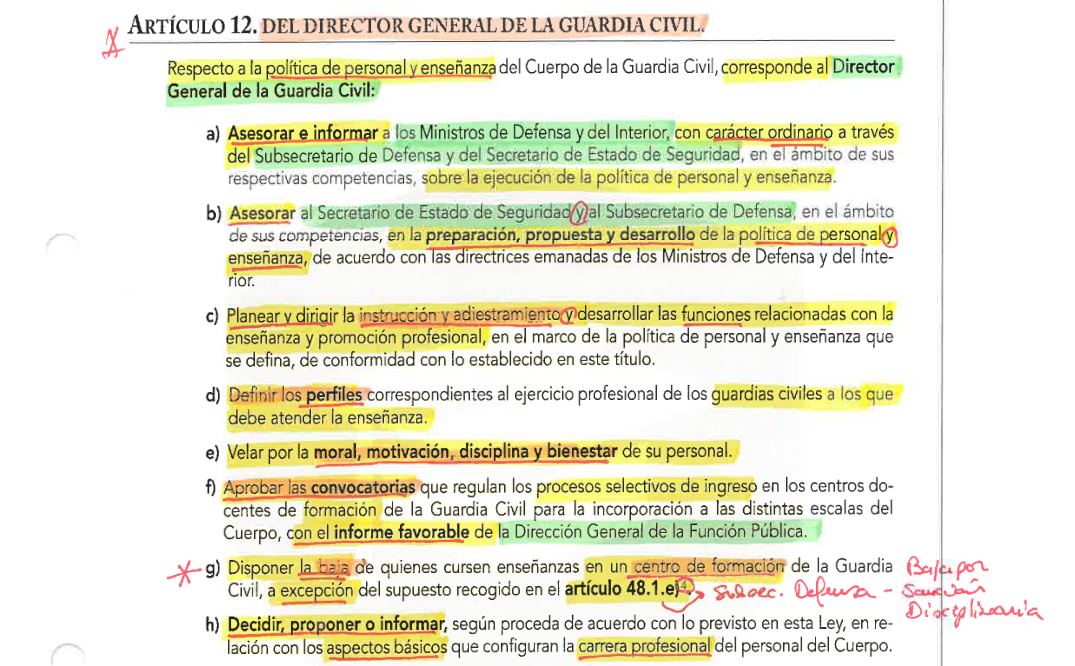 ARTÍCULO 12. DEL DIRECTOR GENERAL DE LA GUARDIA CIVIL.
Respecto a la política de personal y enseñanza del Cuerpo de la Guardia Civil, corresponde al Director
General de la Guardia Civil:
a) Asesorar e informar a los Ministros de Defensa y del Interior, con carácter ordinario a través
del Subsecretario de Defensa y del Secretario de Estado de Seguridad, en el ámbito de sus
respectivas competencias, sobre la ejecución de la política de personal y enseñanza.
b) Asesorar al Secretario de Estado de Seguridad y al Subsecretario de Defensa, en el ámbito
de sus competencias, en la preparación, propuesta y desarrollo de la política de personal y
enseñanza, de acuerdo con las directrices emanadas de los Ministros de Defensa y del Inte-
rior.
c) Planear y dirigir la instrucción y adiestramiento y desarrollar las funciones relacionadas con la
enseñanza y promoción profesional, en el marco de la política de personal y enseñanza que
se defina, de conformidad con lo establecido en este título.
d) Definir los perfiles correspondientes al ejercicio profesional de los guardias civiles a los que
debe atender la enseñanza.
e) Velar por la moral, motivación, disciplina y bienestar de su personal.
f) Aprobar las convocatorias que regulan los procesos selectivos de ingreso en los centros do-
centes de formación de la Guardia Civil para la incorporación a las distintas escalas del
Cuerpo, con el informe favorable de la Dirección General de la Función Pública.
g) Disponer la baja de quienes cursen enseñanzas en un centro de formación de la Guardia
Civil, a excepción del supuesto recogido en el artículo 48.1.e)
Subsec. Defensa -
Baja por
Sanción
Disciplinaria
h) Decidir, proponer o informar, según proceda de acuerdo con lo previsto en esta Ley, en re-
lación con los aspectos básicos que configuran la carrera profesional del personal del Cuerpo.